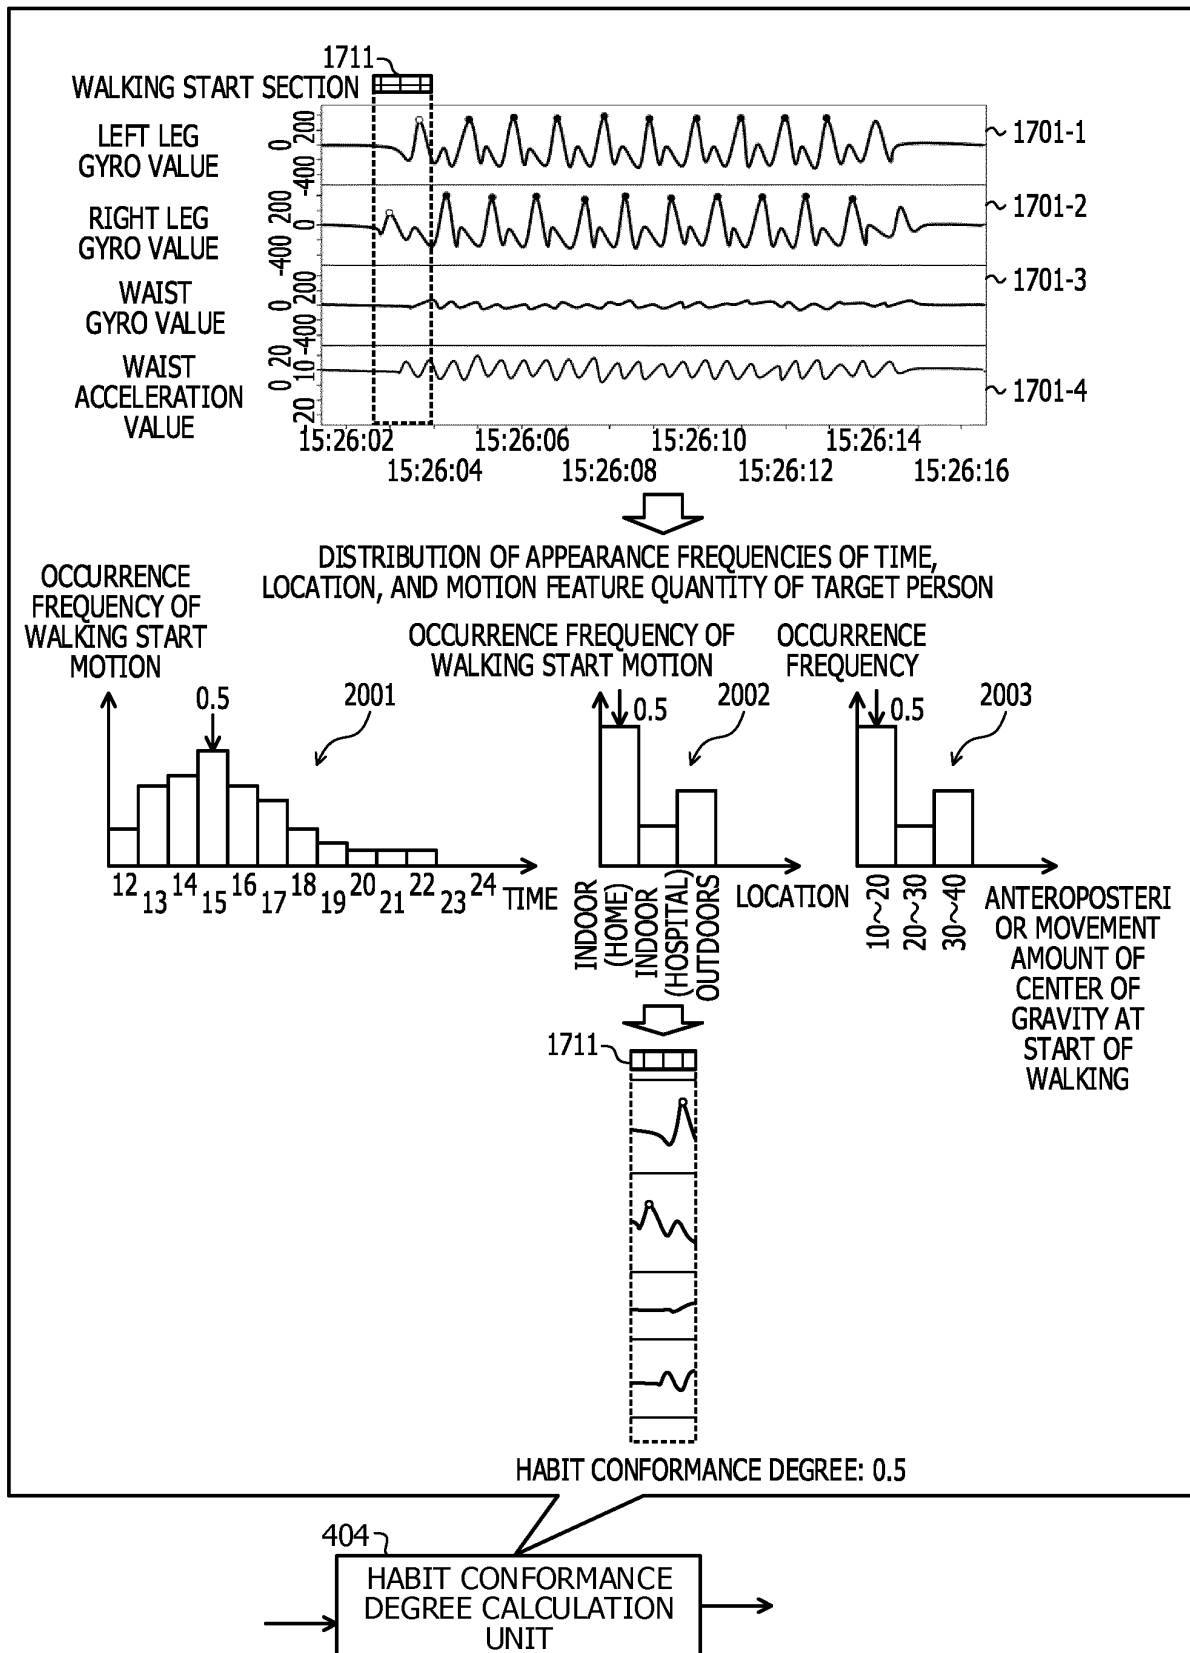 1711
WALKING START SECTION
LEFT LEG
GYRO VALUE
200
0
-400
1701-1
RIGHT LEG
GYRO VALUE
200
0
-400
1701-2
WAIST
GYRO VALUE
200
0
-400
1701-3
WAIST
ACCELERATION
VALUE
20
10
0
-20
1701-4
15:26:02 15:26:06 15:26:10 15:26:14
15:26:04 15:26:08 15:26:12 15:26:16
DISTRIBUTION OF APPEARANCE FREQUENCIES OF TIME,
LOCATION, AND MOTION FEATURE QUANTITY OF TARGET PERSON
OCCURRENCE
FREQUENCY OF
WALKING START
MOTION
0.5
2001
12 13 14 15 16 17 18 19 20 21 22 23 24 TIME
OCCURRENCE FREQUENCY OF
WALKING START MOTION
0.5
2002
INDOOR
(HOME)
INDOOR
(HOSPITAL)
OUTDOORS
LOCATION
OCCURRENCE
FREQUENCY
0.5
2003
10~20
20~30
30~40
ANTEROPOSTERI
OR MOVEMENT
AMOUNT OF
CENTER OF
GRAVITY AT
START OF
WALKING
1711
HABIT CONFORMANCE DEGREE: 0.5
404
HABIT CONFORMANCE
DEGREE CALCULATION
UNIT